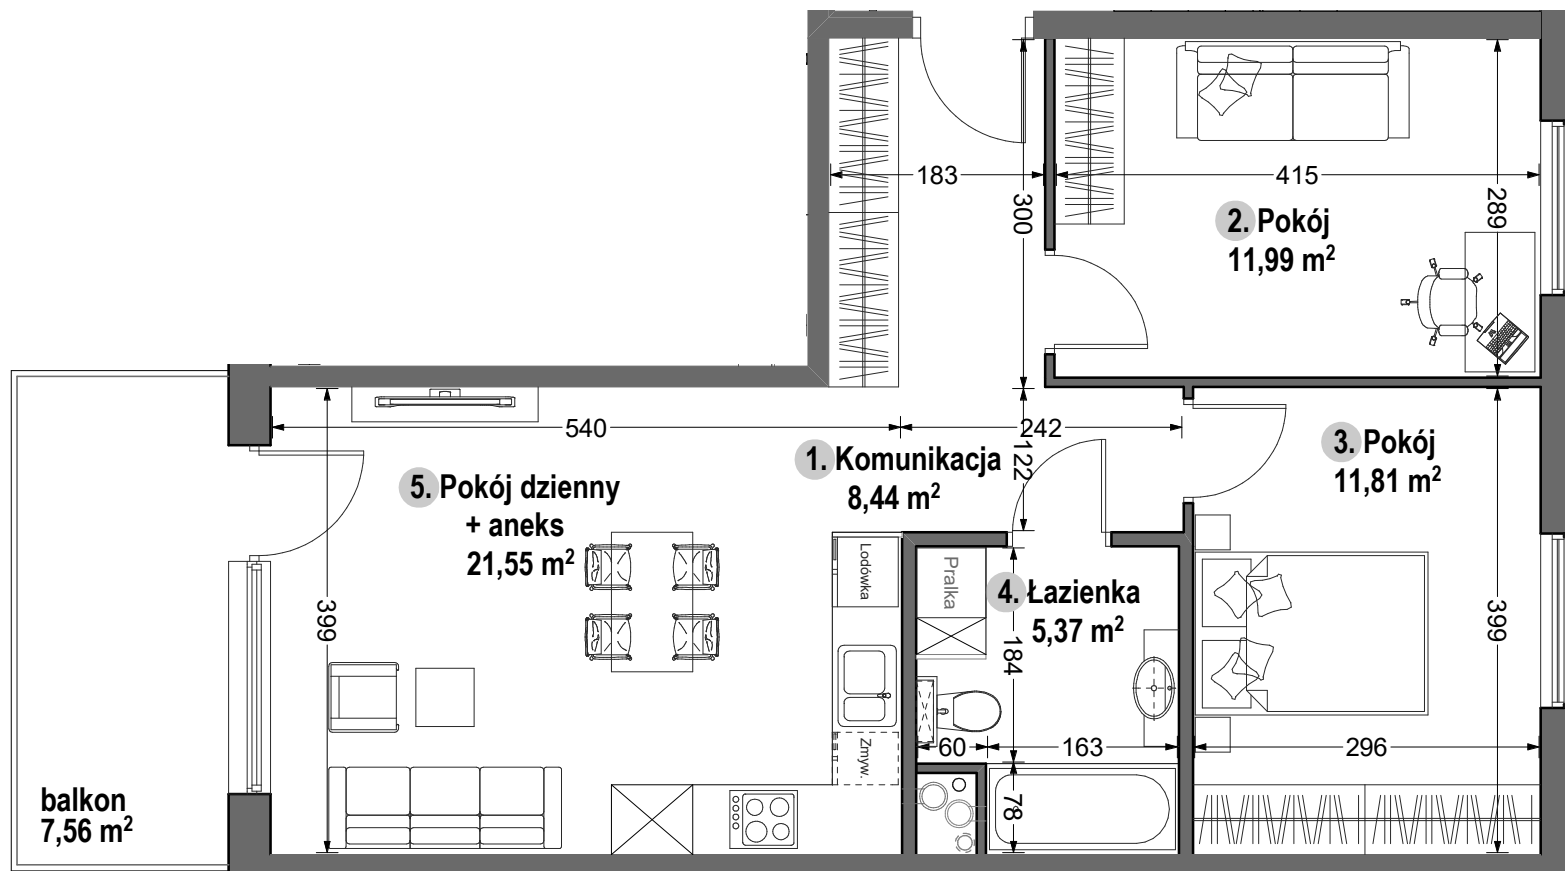 183
300
415
289
2. Pokój
11,99 m²
540
242
122
1. Komunikacja
8,44 m²
3. Pokój
11,81 m²
5. Pokój dzienny
+ aneks
21,55 m²
399
Lodówka
Zmyw.
Pralka
4. Łazienka
5,37 m²
184
60
163
78
296
399
balkon
7,56 m²